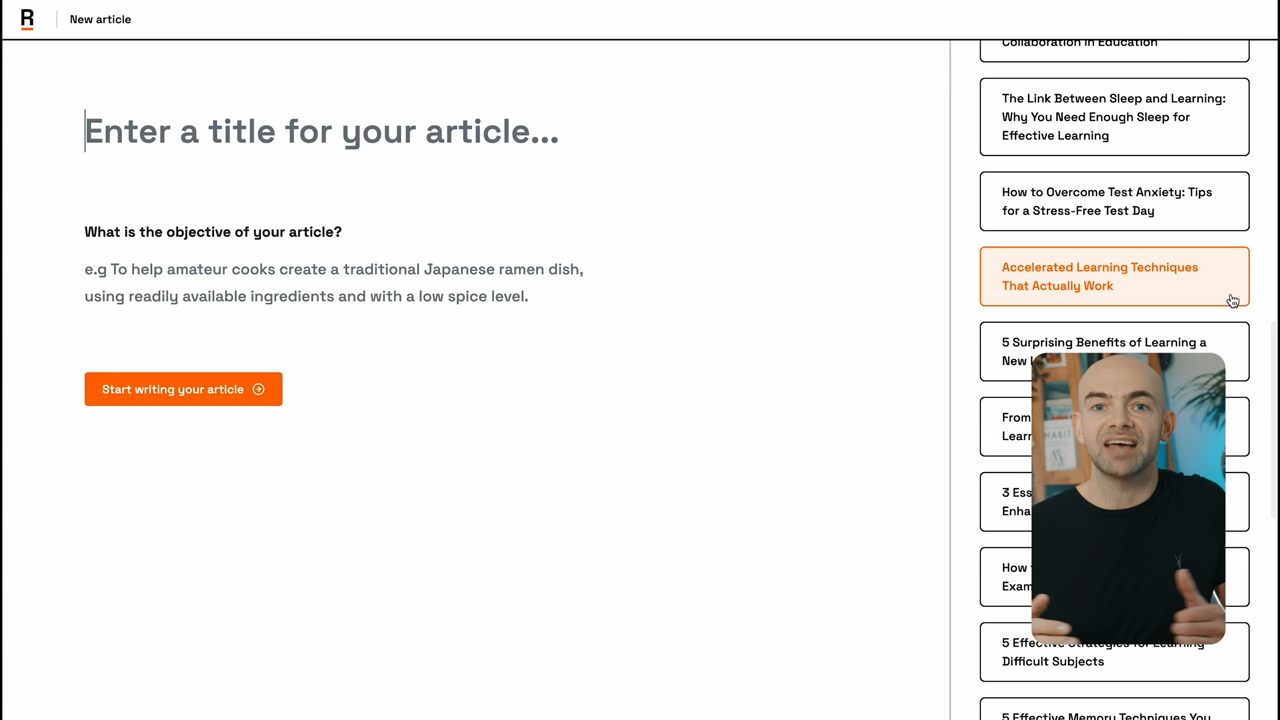 R
New article
Enter a title for your article...
What is the objective of your article?
e.g To help amateur cooks create a traditional Japanese ramen dish,
using readily available ingredients and with a low spice level.
Start writing your article
Collaboration in Education
The Link Between Sleep and Learning:
Why You Need Enough Sleep for
Effective Learning
How to Overcome Test Anxiety: Tips
for a Stress-Free Test Day
Accelerated Learning Techniques
That Actually Work
5 Surprising Benefits of Learning a
New
From
Learn
HABIT
3
How
5 Effective Strategies for Learning
Difficult Subjects
5 Effective Memory Techniques You